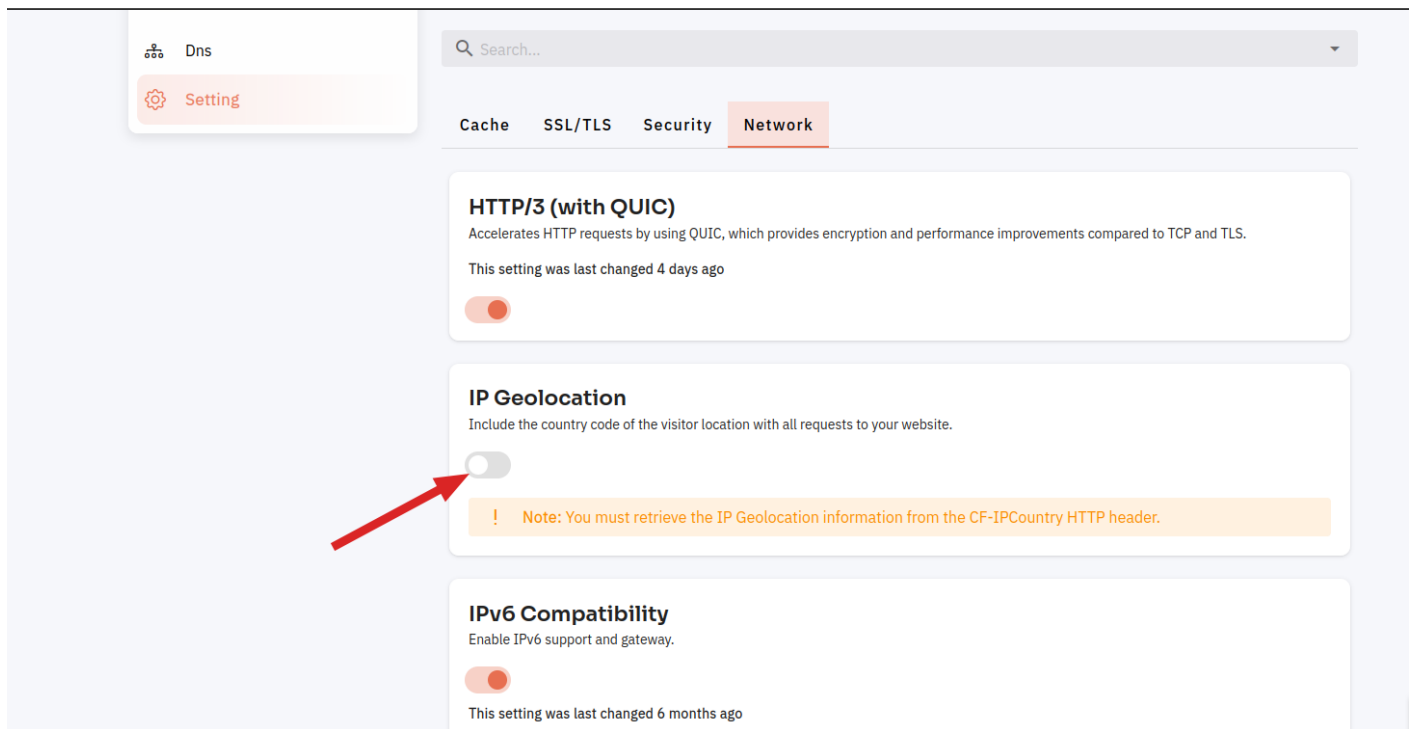 Dns
Setting
Search...
Cache SSL/TLS Security Network
HTTP/3 (with QUIC)
Accelerates HTTP requests by using QUIC, which provides encryption and performance improvements compared to TCP and TLS.
This setting was last changed 4 days ago
IP Geolocation
Include the country code of the visitor location with all requests to your website.
! Note: You must retrieve the IP Geolocation information from the CF-IPCountry HTTP header.
IPv6 Compatibility
Enable IPv6 support and gateway.
This setting was last changed 6 months ago